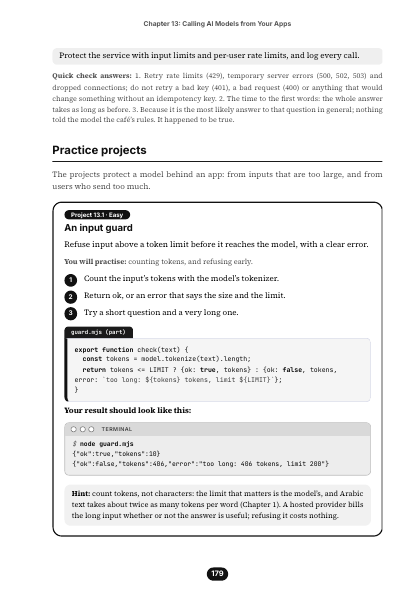 Chapter 13: Calling AI Models from Your Apps
Protect the service with input limits and per-user rate limits, and log every call.
Quick check answers: 1. Retry rate limits (429), temporary server errors (500, 502, 503) and
dropped connections; do not retry a bad key (401), a bad request (400) or anything that would
change something without an idempotency key. 2. The time to the first words: the whole answer
takes as long as ever. 3. Because it is the most likely answer to that question in general; nothing
told the model the café's rules. It happened to be true.
Practice projects
The projects protect a model behind an app: from inputs that are too large, and from
users who send too much.
Project 13.1 · Easy
An input guard
Refuse input above a token limit before it reaches the model, with a clear error.
You will practise: counting tokens, and refusing early.
1 Count the input's tokens with the model's tokenizer.
2 Return ok, or an error that says the size and the limit.
3 Try a short question and a very long one.
guard.mjs (part)
export function check(text) {
const tokens = model.tokenize(text).length;
return tokens <= LIMIT ? {ok: true, tokens} : {ok: false, tokens,
error: `too long: ${tokens} tokens, limit ${LIMIT}`};
}
Your result should look like this:
TERMINAL
$ node guard.mjs
{"ok":true,"tokens":10}
{"ok":false,"tokens":406,"error":"too long: 406 tokens, limit 200"}
Hint: count tokens, not characters: the limit that matters is the model's, and Arabic
text takes about twice as many tokens per word (Chapter 1). A hosted provider bills
the long input whether or not the answer is useful; refusing it costs nothing.
179